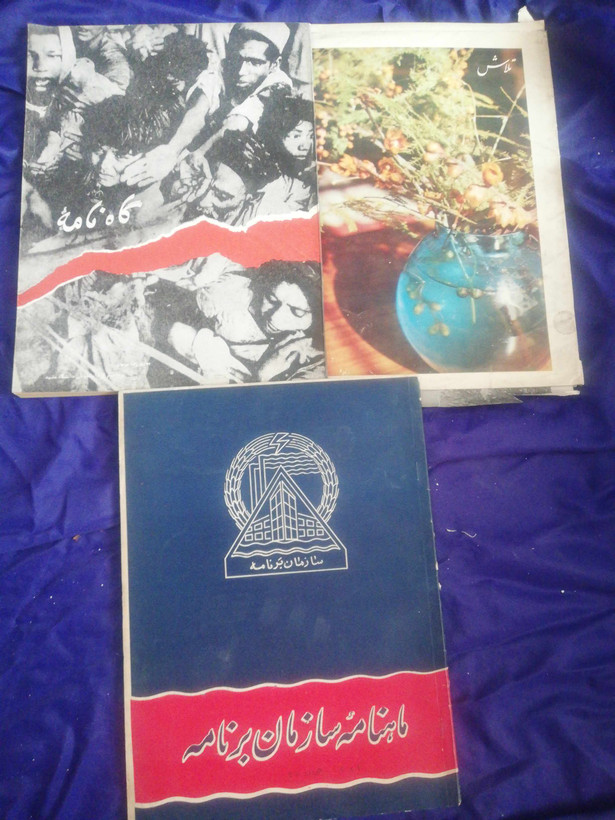 گاه نامهٔ
تلاش
سازمان برنامه
ماهنامهٔ سازمان برنامه